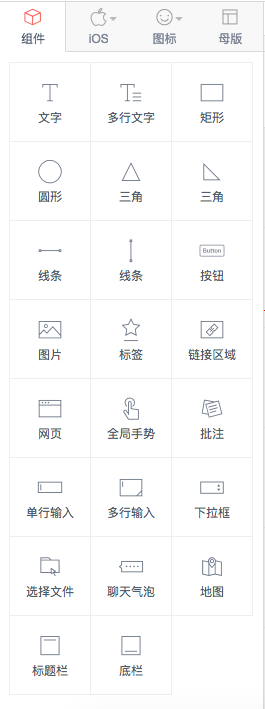 组件 iOS 图标 母版
文字 多行文字 矩形
圆形 三角 三角
Button
线条 线条 按钮
图片 标签 链接区域
网页 全局手势 批注
单行输入 多行输入 下拉框
选择文件 聊天气泡 地图
标题栏 底栏